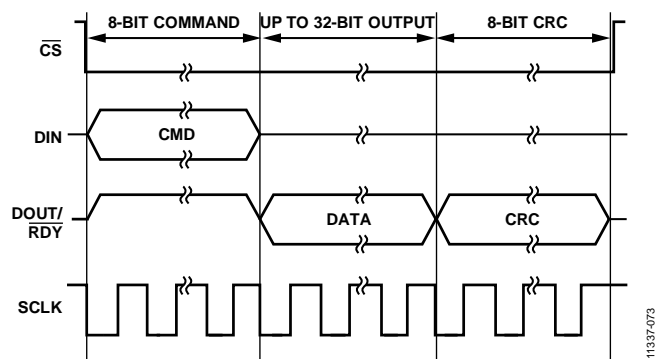 8-BIT COMMAND UP TO 32-BIT OUTPUT 8-BIT CRC
CS
DIN CMD
DOUT/
RDY DATA CRC
SCLK
11337-073